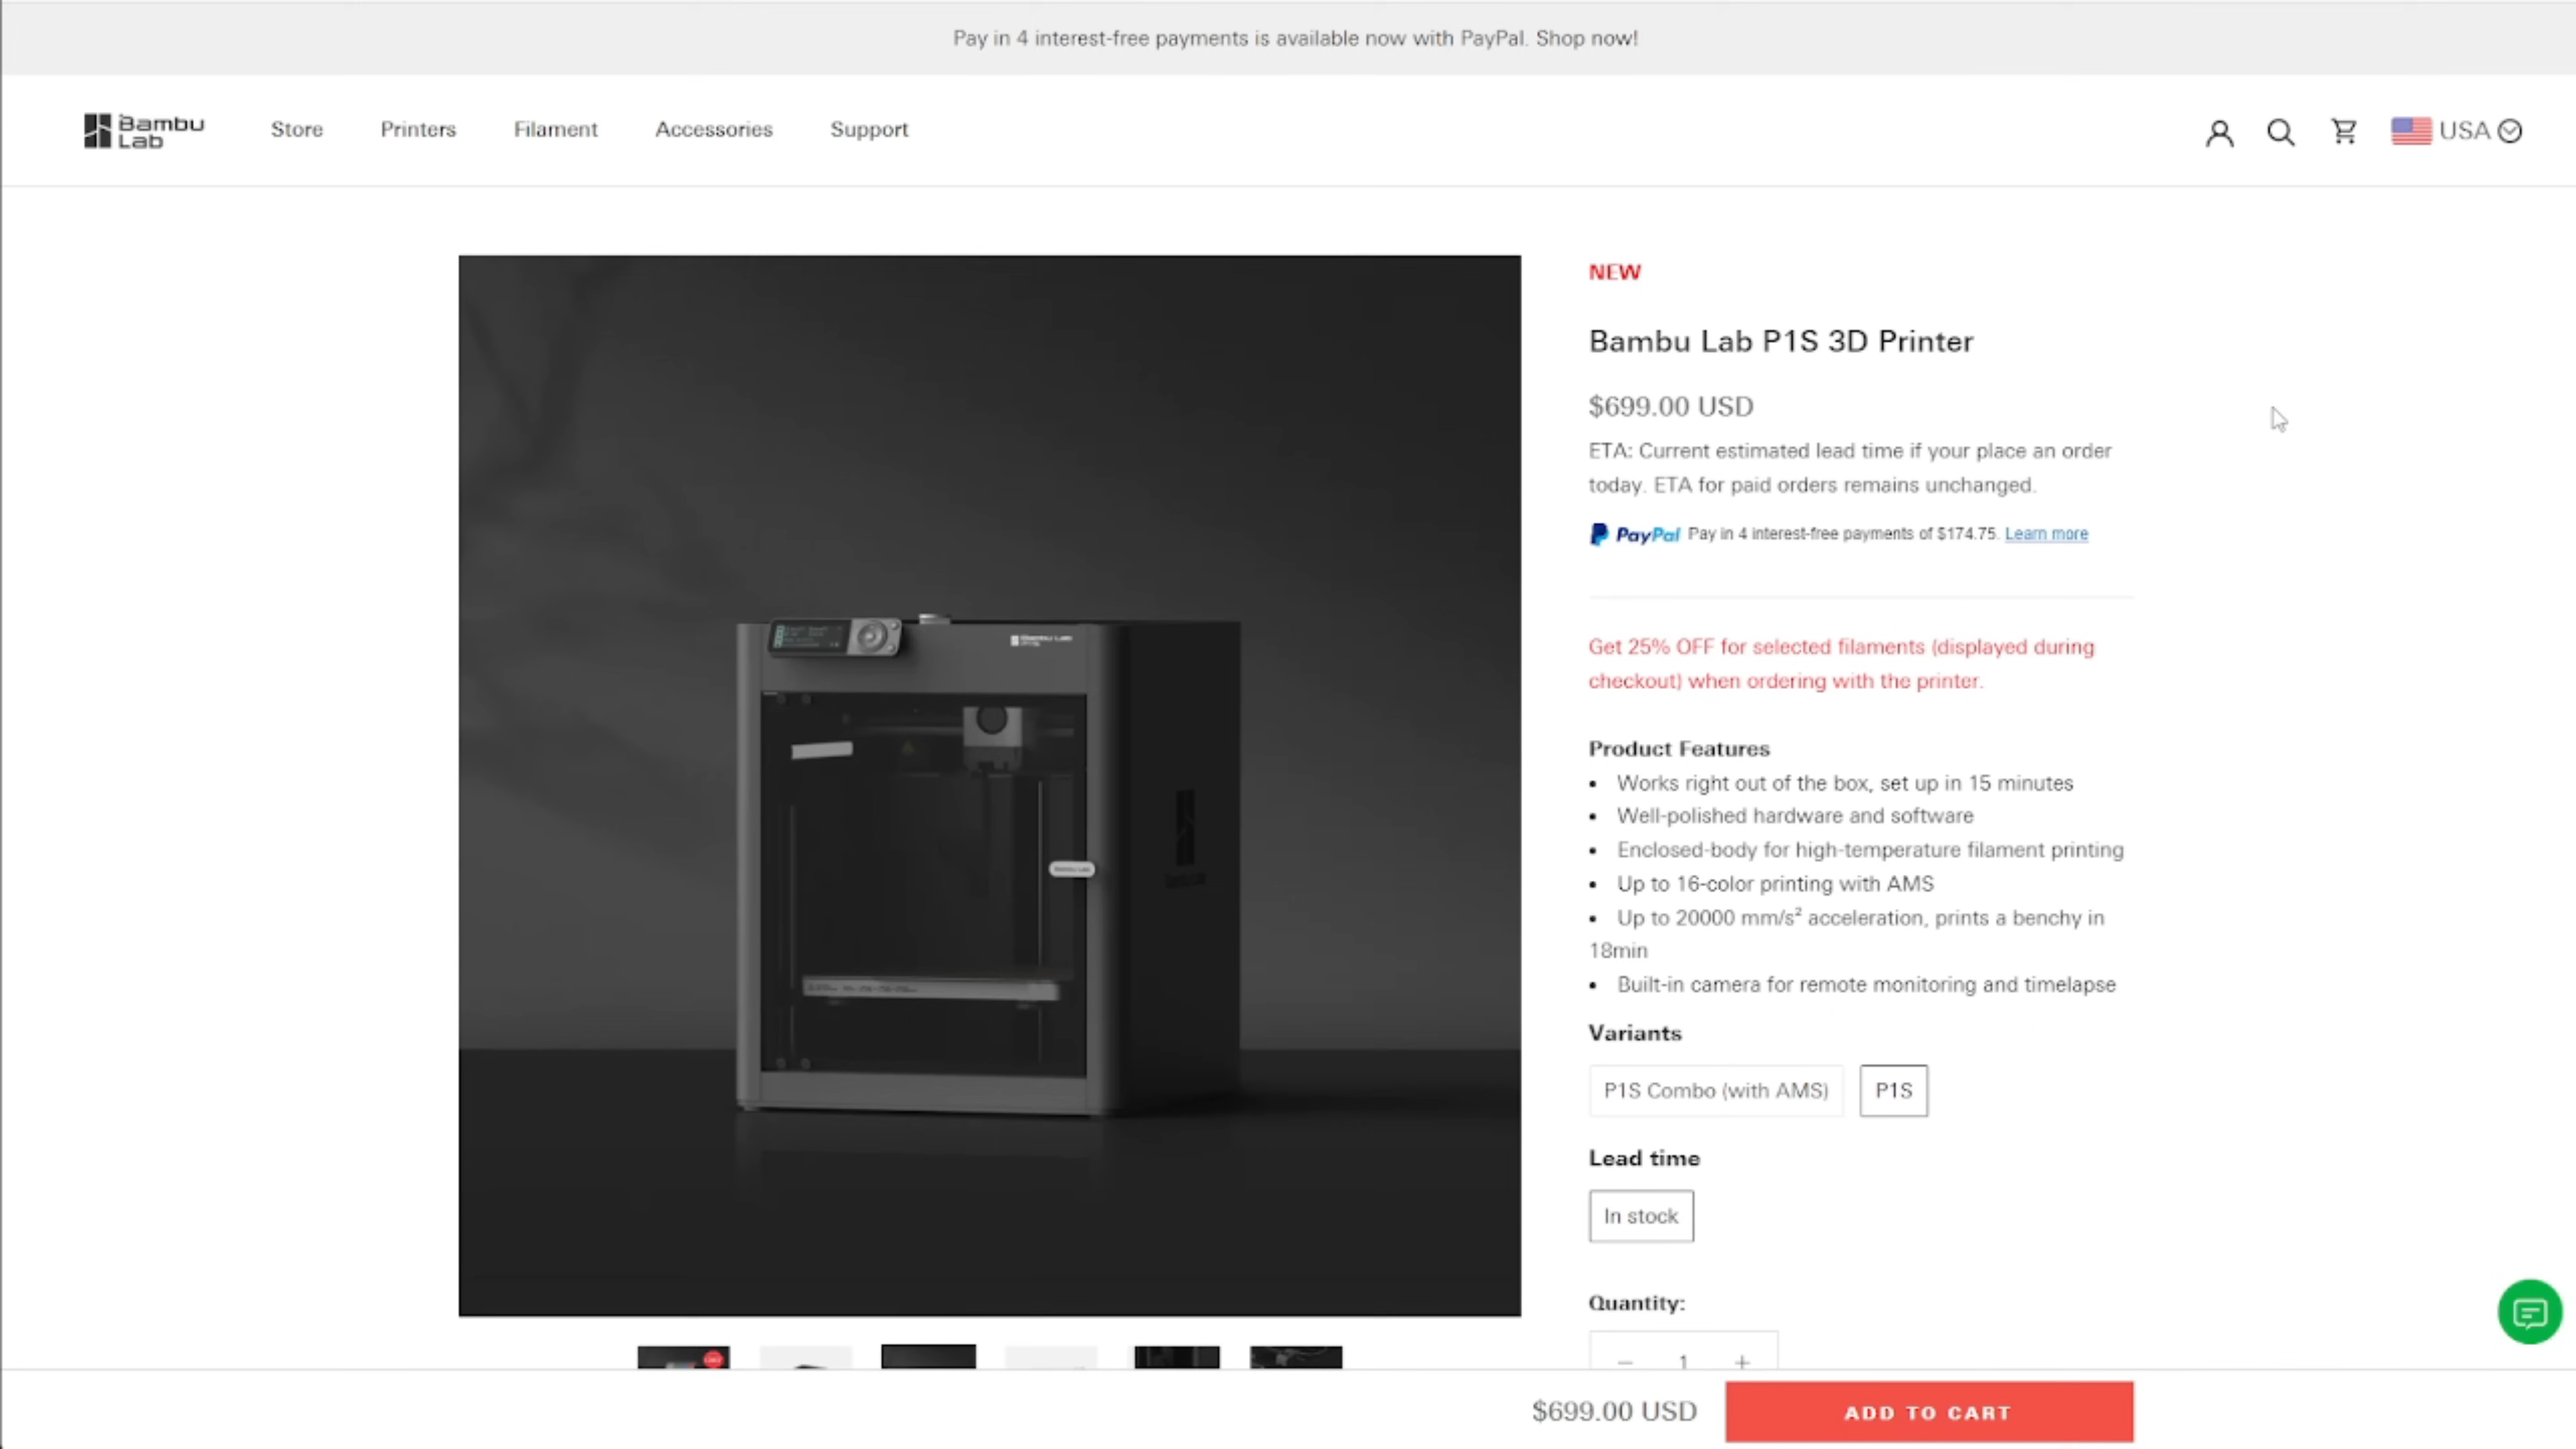 Pay in 4 interest-free payments is available now with PayPal. Shop now!
Bambu
Lab
Store
Printers
Filament
Accessories
Support
USA
NEW
Bambu Lab P1S 3D Printer
$699.00 USD
ETA: Current estimated lead time if your place an order
today. ETA for paid orders remains unchanged.
PayPal Pay in 4 interest-free payments of $174.75. Learn more
Get 25% OFF for selected filaments (displayed during
checkout) when ordering with the printer.
Product Features
• Works right out of the box, set up in 15 minutes
• Well-polished hardware and software
• Enclosed-body for high-temperature filament printing
• Up to 16-color printing with AMS
• Up to 20000 mm/s² acceleration, prints a benchy in
18min
• Built-in camera for remote monitoring and timelapse
Variants
P1S Combo (with AMS)
P1S
Lead time
In stock
Quantity:
− 1 +
$699.00 USD
ADD TO CART
Bambu Lab